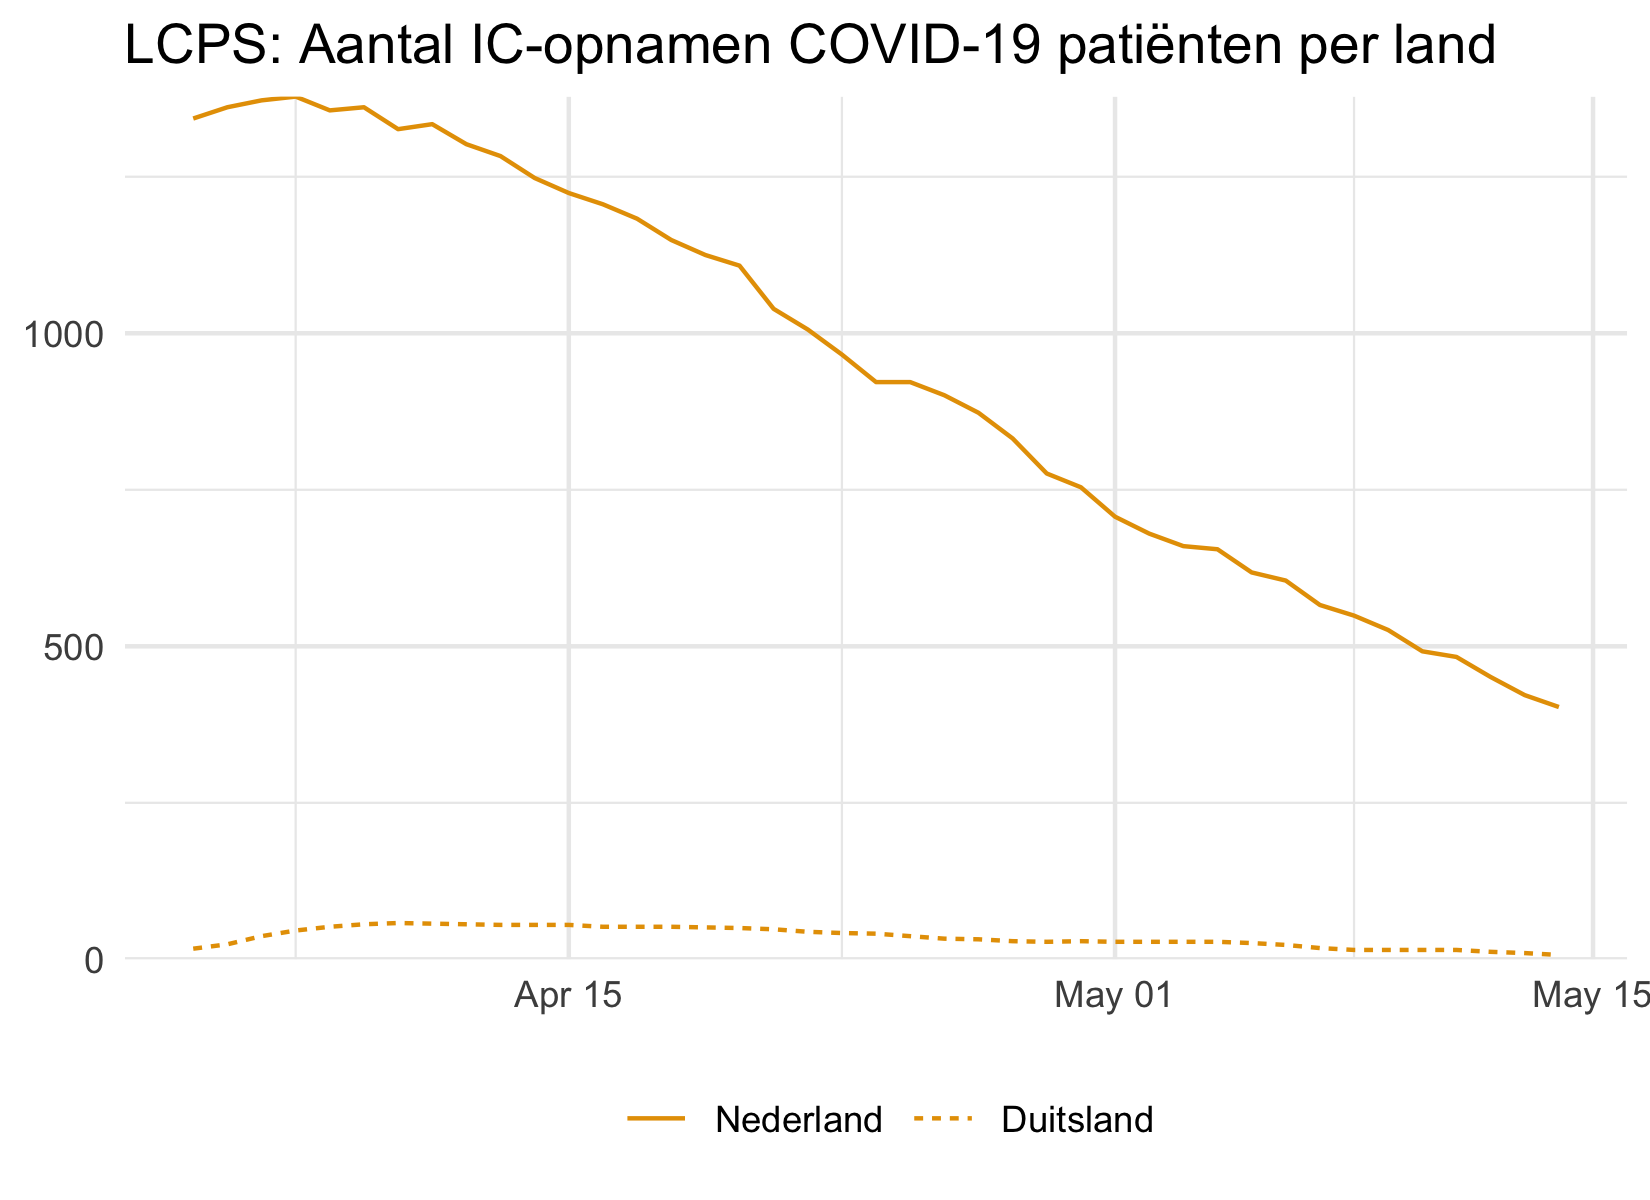 LCPS: Aantal IC-opnamen COVID-19 patiënten per land
1000
500
0
Apr 15 May 01 May 15
Nederland Duitsland